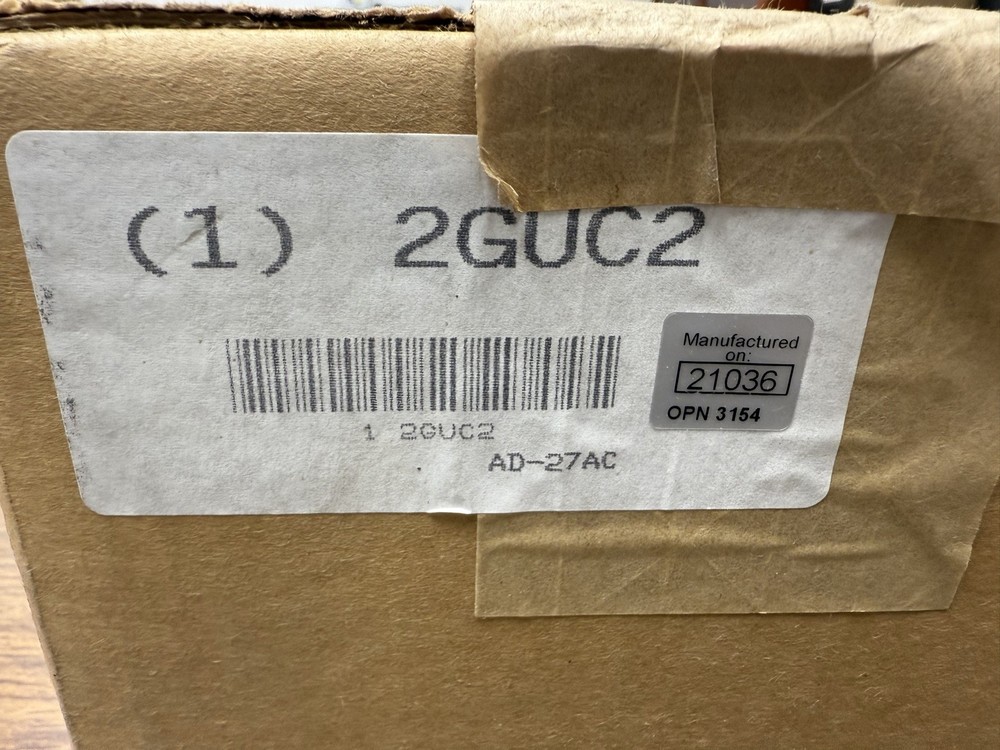 (1) 2GUC2
1 2GUC2
AD-27AC
Manufactured
on:
21036
OPN 3154